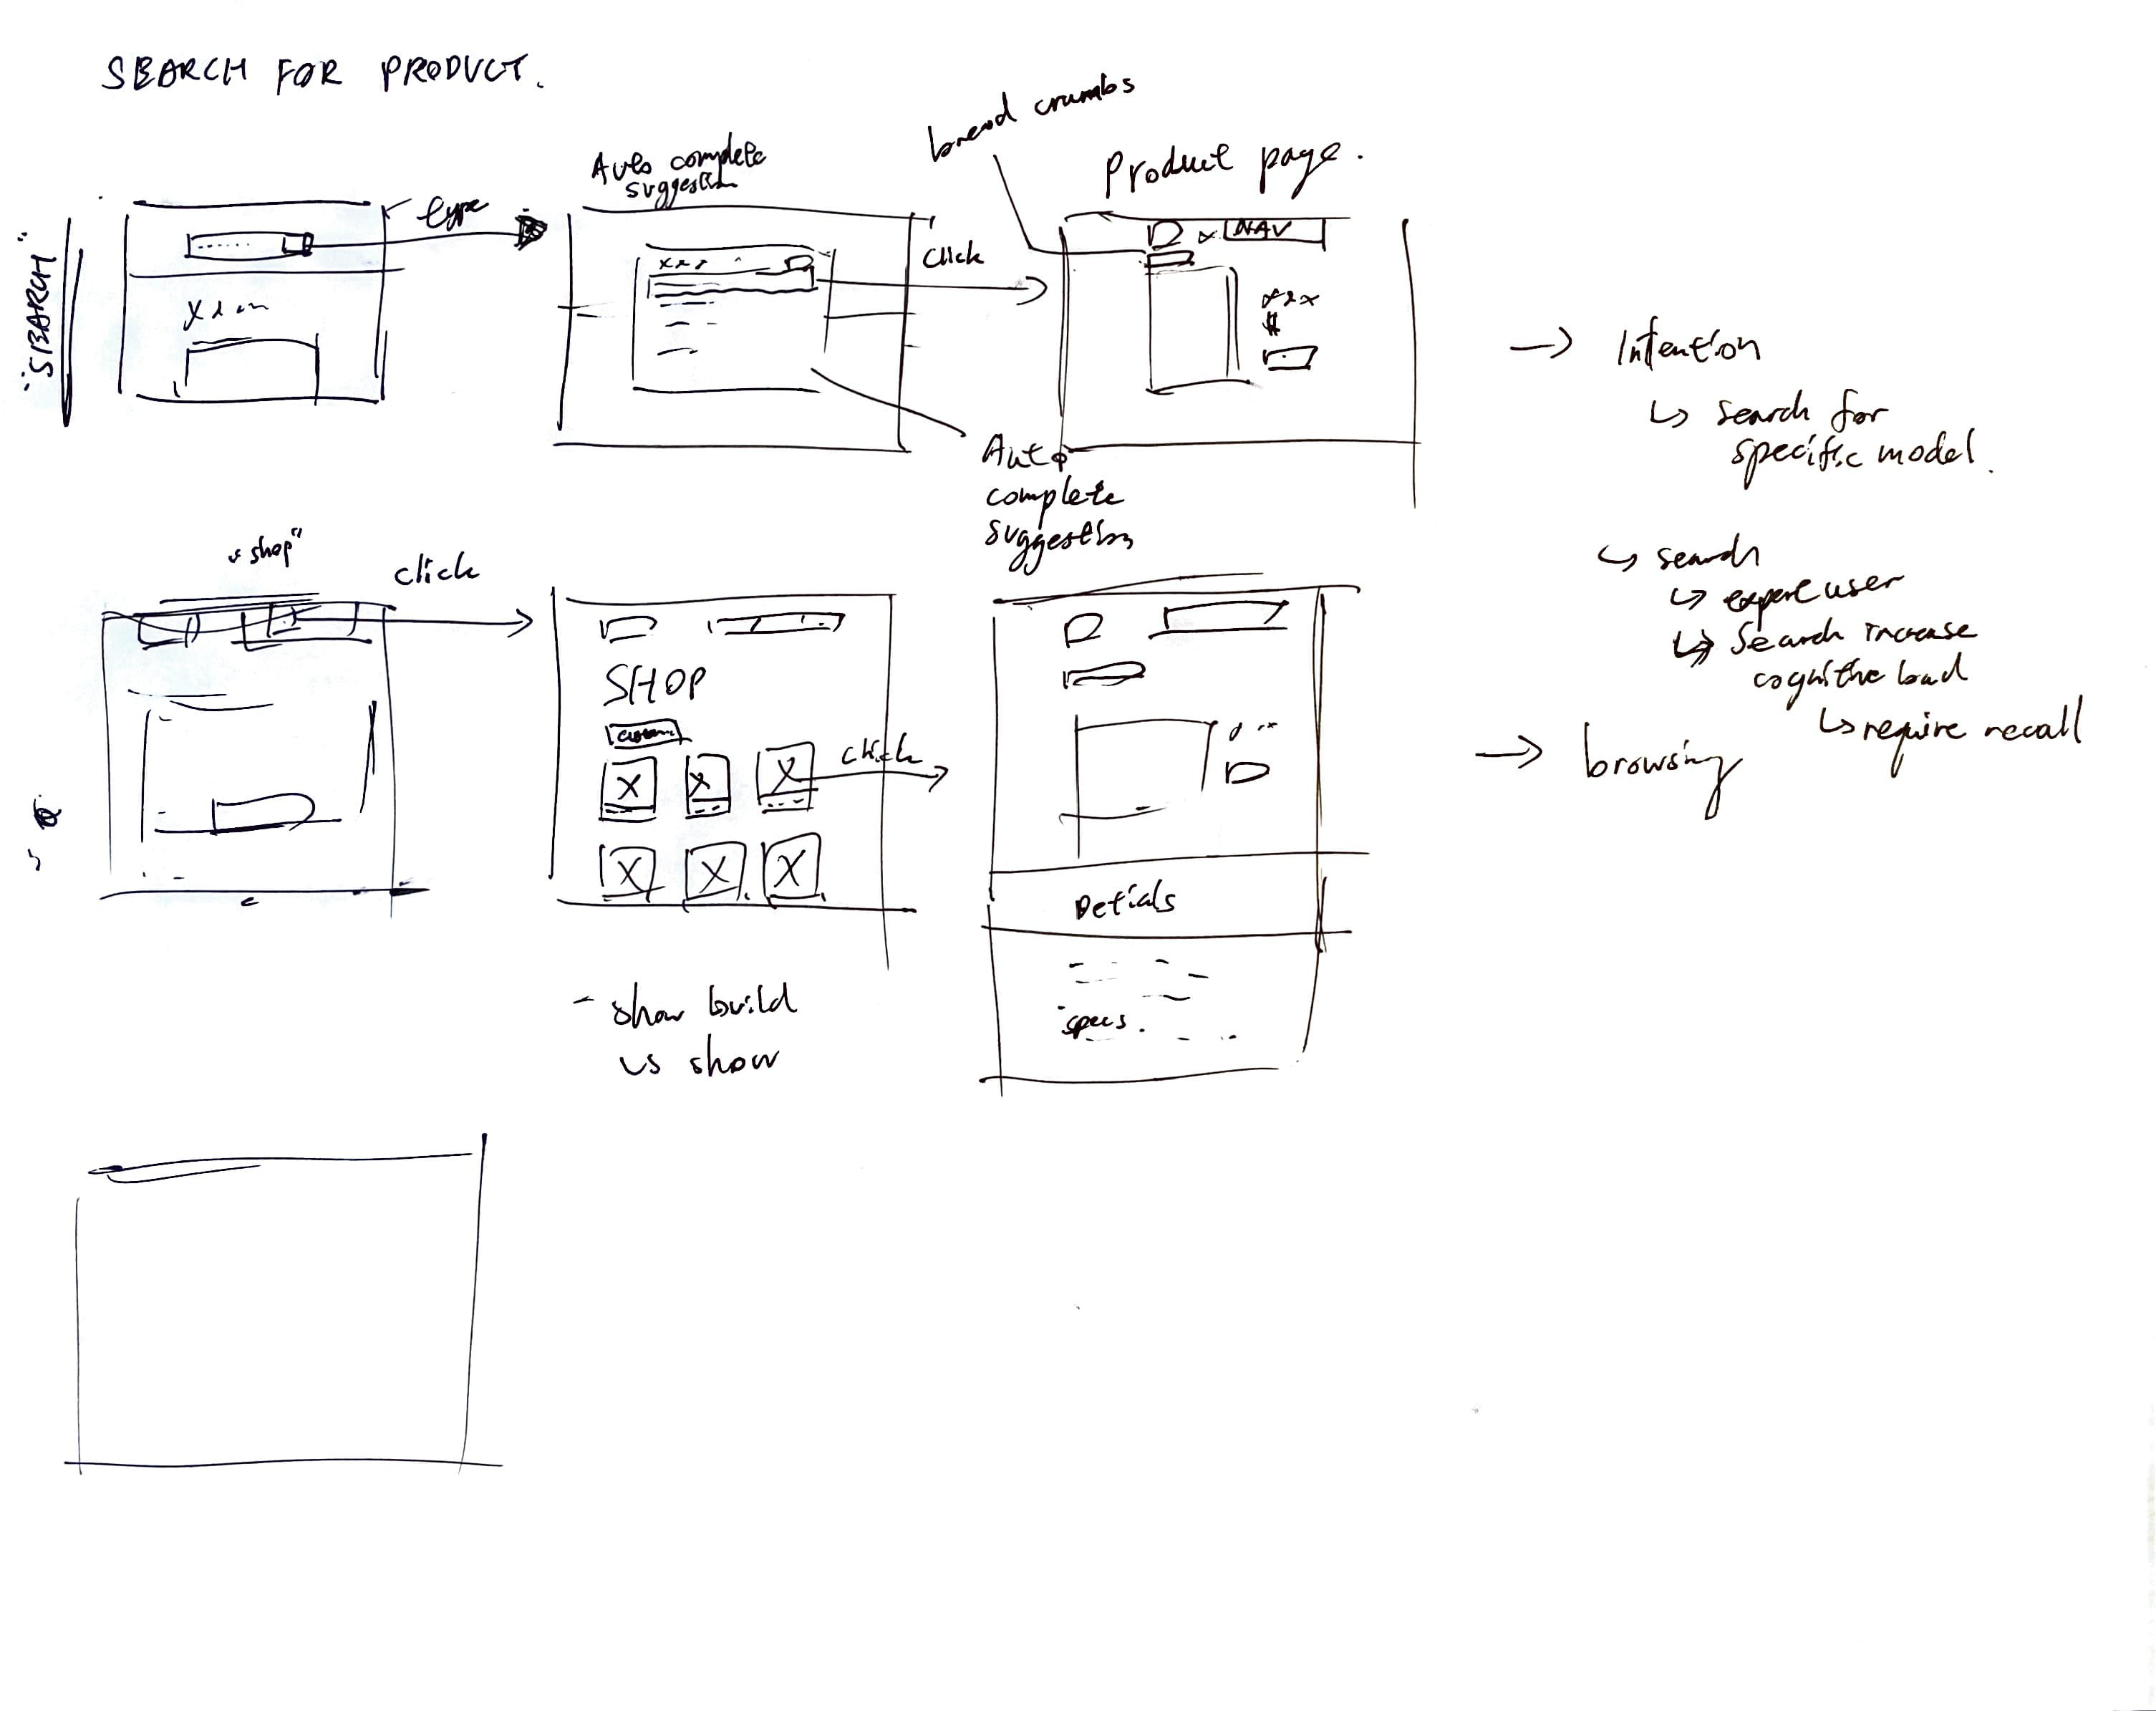 SEARCH FOR PRODUCT.
bread crumbs
Auto complete
suggestion
Product page.
"SEARCH"
type
click
NAV
xxx
$
Auto
complete
suggestion
→ Intention
↳ search for
specific model.
↳ search
↳ expert user
↳ Search increase
cognitive load
↳ require recall
→ browsing
"shop"
click
SHOP
click
Detials
specs.
- show build
vs show